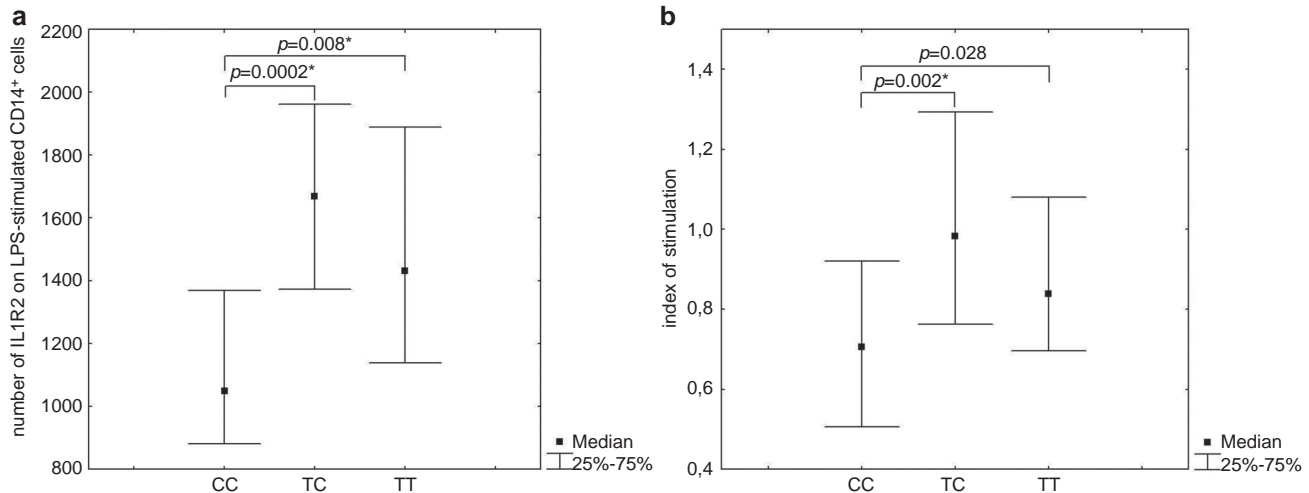 a
number of IL1R2 on LPS-stimulated CD14+ cells
2200
2000
1800
1600
1400
1200
1000
800
p=0.008*
p=0.0002*
CC TC TT
Median
25%-75%
b
index of stimulation
1,4
1,2
1,0
0,8
0,6
0,4
p=0.028
p=0.002*
CC TC TT
Median
25%-75%